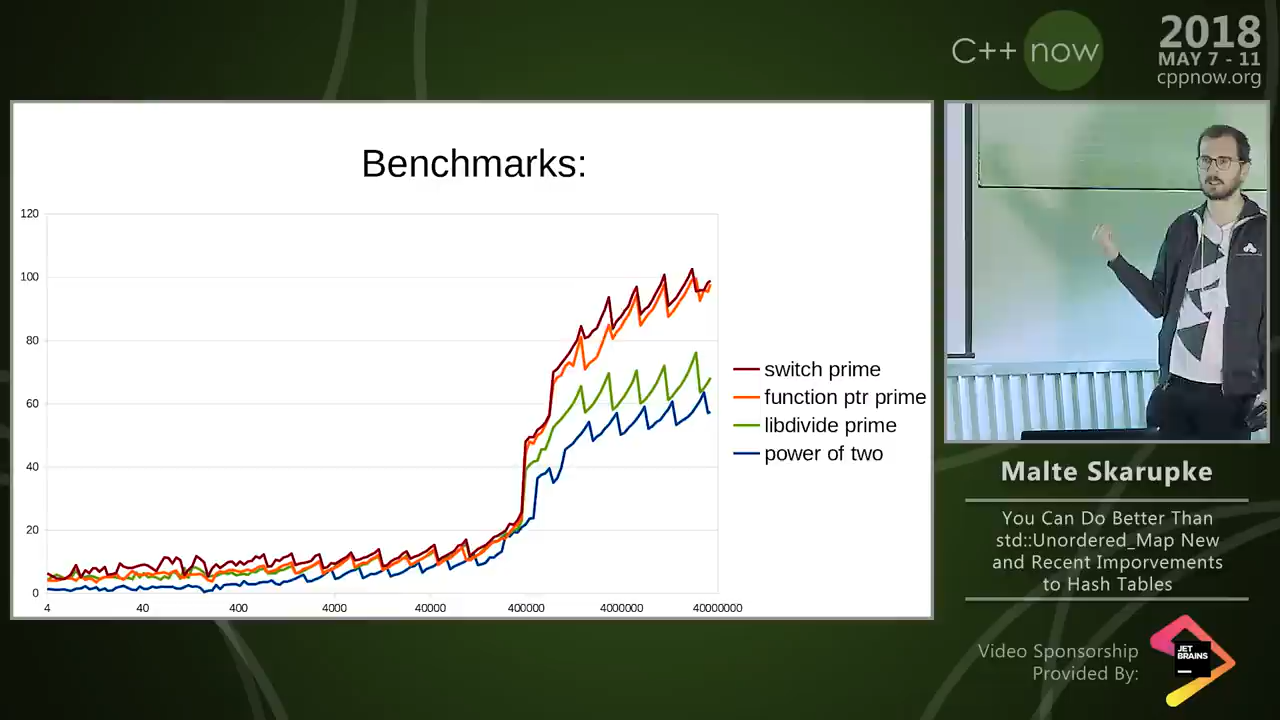 C++ now
2018
MAY 7 - 11
cppnow.org
Benchmarks:
120
100
80
60
40
20
0
4 40 400 4000 40000 400000 4000000 40000000
switch prime
function ptr prime
libdivide prime
power of two
Malte Skarupke
You Can Do Better Than
std::Unordered_Map New
and Recent Imporvements
to Hash Tables
Video Sponsorship
Provided By:
JET
BRAINS